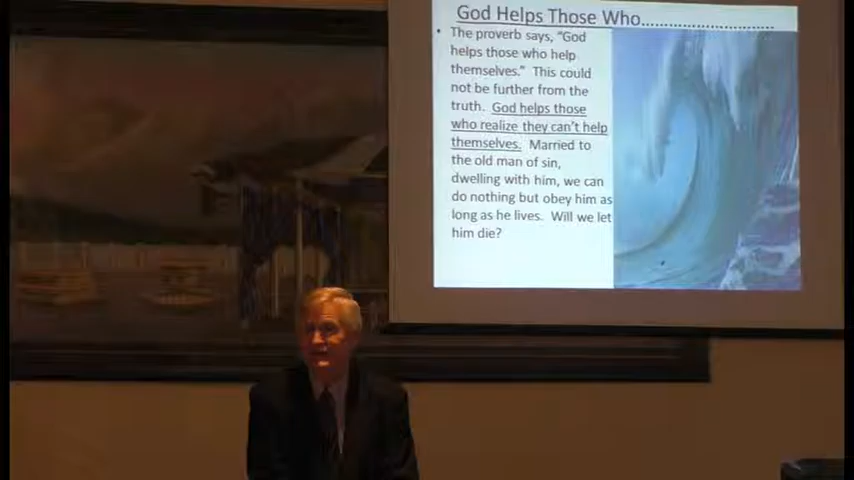 God Helps Those Who..............................
• The proverb says, “God
helps those who help
themselves.”  This could
not be further from the
truth.  God helps those
who realize they can’t help
themselves.  Married to
the old man of sin,
dwelling with him, we can
do nothing but obey him as
long as he lives.  Will we let
him die?